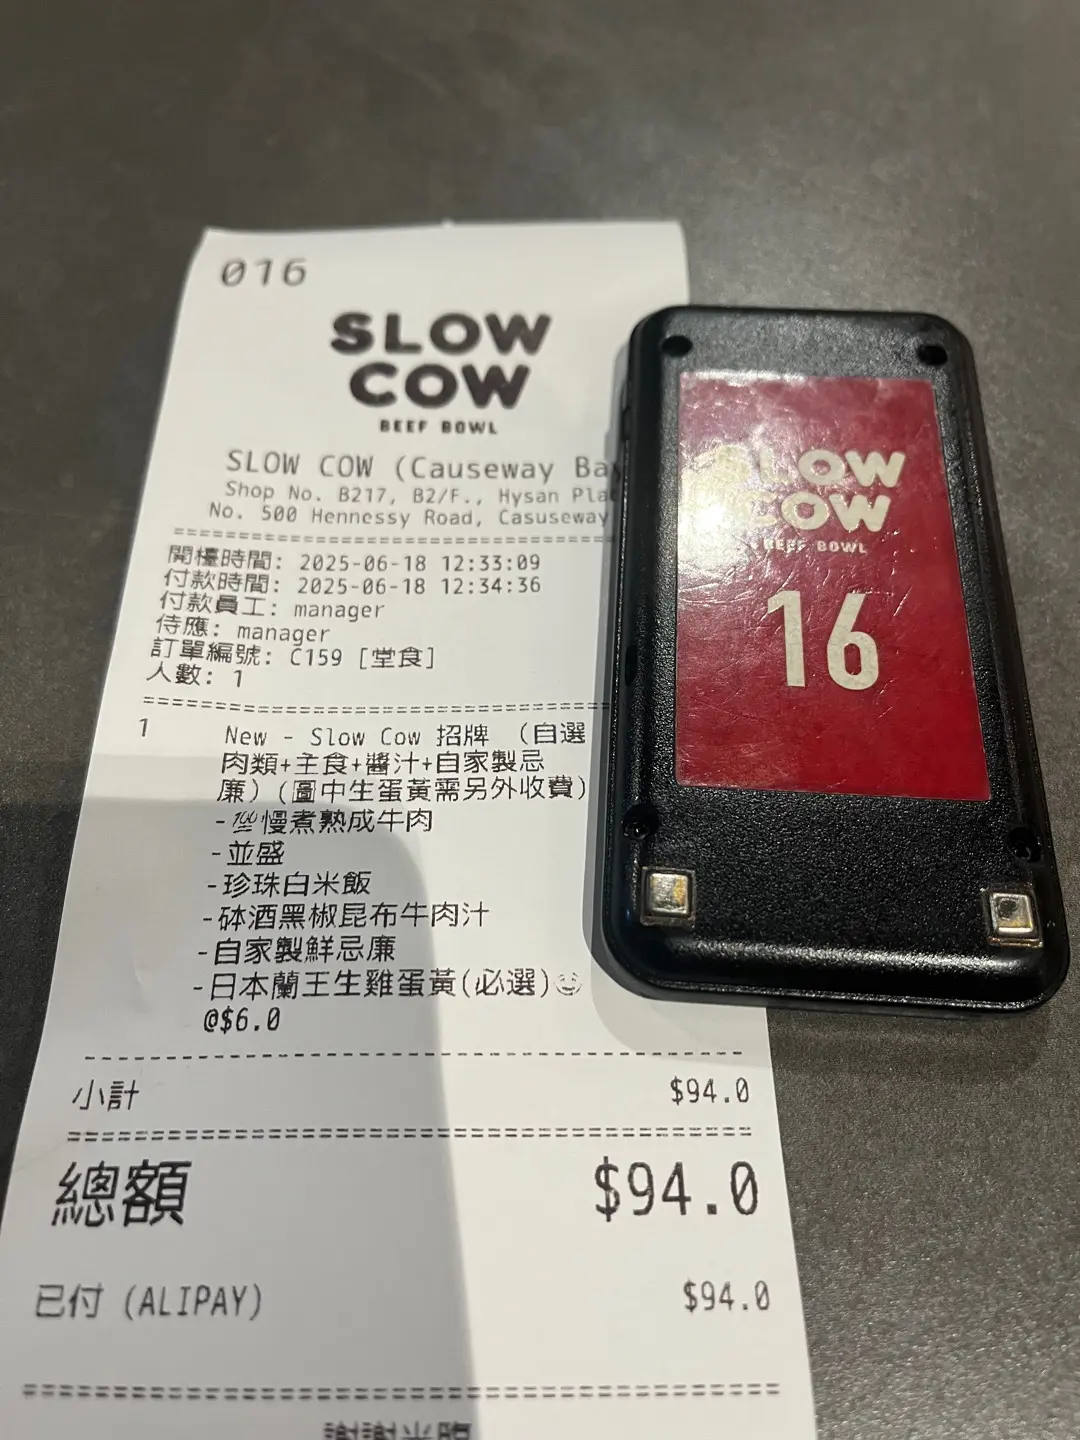 016
SLOW
COW
BEEF BOWL
SLOW COW (Causeway Ba
Shop No. B217, B2/F., Hysan Pla
No. 500 Hennessy Road, Casuseway
開檯時間: 2025-06-18 12:33:09
付款時間: 2025-06-18 12:34:36
付款員工: manager
侍應: manager
訂單編號: C159 [堂食]
人數: 1
1 New - Slow Cow 招牌 (自選
肉類+主食+醬汁+自家製忌
廉) (圖中生蛋黃需另外收費)
-💯慢煮熟成牛肉
-並盛
-珍珠白米飯
-砵酒黑椒昆布牛肉汁
-自家製鮮忌廉
-日本蘭王生雞蛋黃(必選)
@$6.0
小計 $94.0
總額 $94.0
已付 (ALIPAY) $94.0
謝謝光臨
SLOW
COW
BEEF BOWL
16